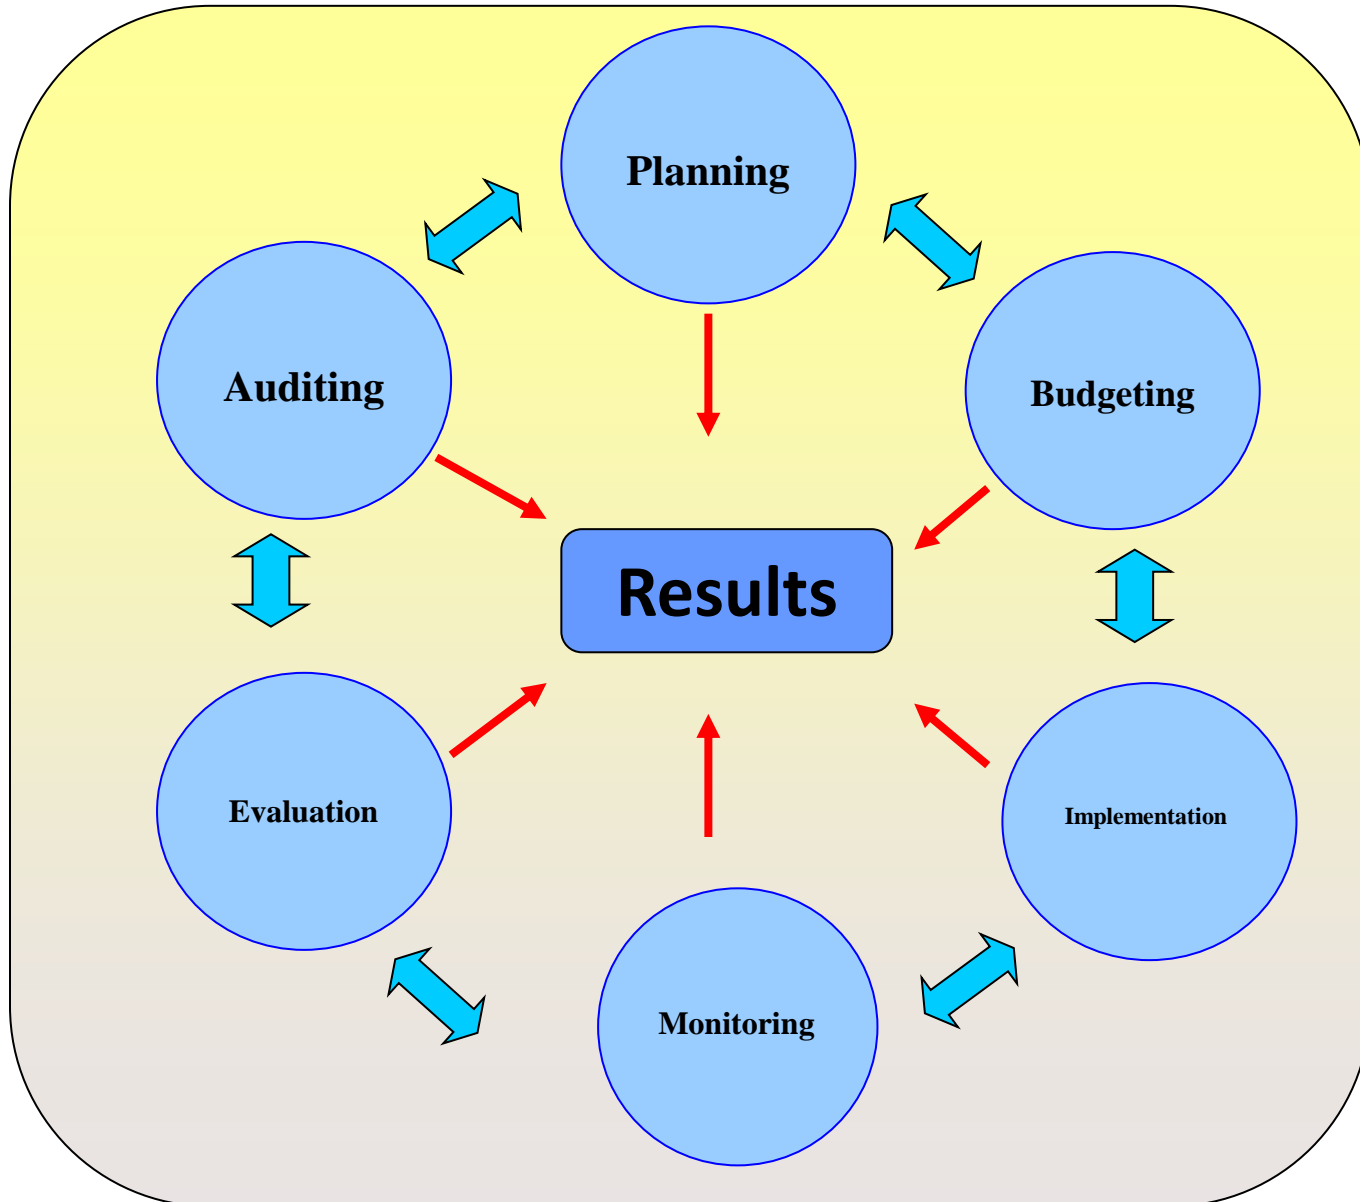 Planning
Auditing
Budgeting
Results
Evaluation
Implementation
Monitoring